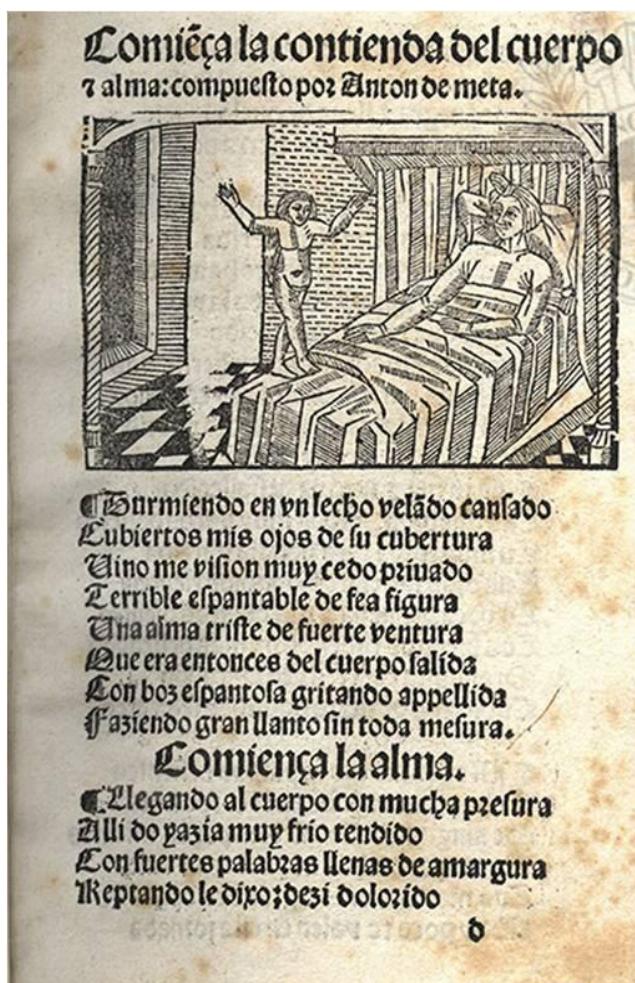 Comiẽça la contienda del cuerpo
⁊ alma: compuesto por Anton de meta.
¶ Durmiendo en vn lecho velãdo cansado
Cubiertos mis ojos de su cubertura
Uino me vision muy cedo priuado
Terrible espantable de fea figura
Una alma triste de fuerte ventura
Que era entonces del cuerpo salida
Con boz espantosa gritando appellida
Faziendo gran llanto sin toda mesura.
Comiença la alma.
¶ Llegando al cuerpo con mucha presura
Alli do yazia muy frio tendido
Con fuertes palabras llenas de amargura
Reptando le dixo: dezi dolorido
d